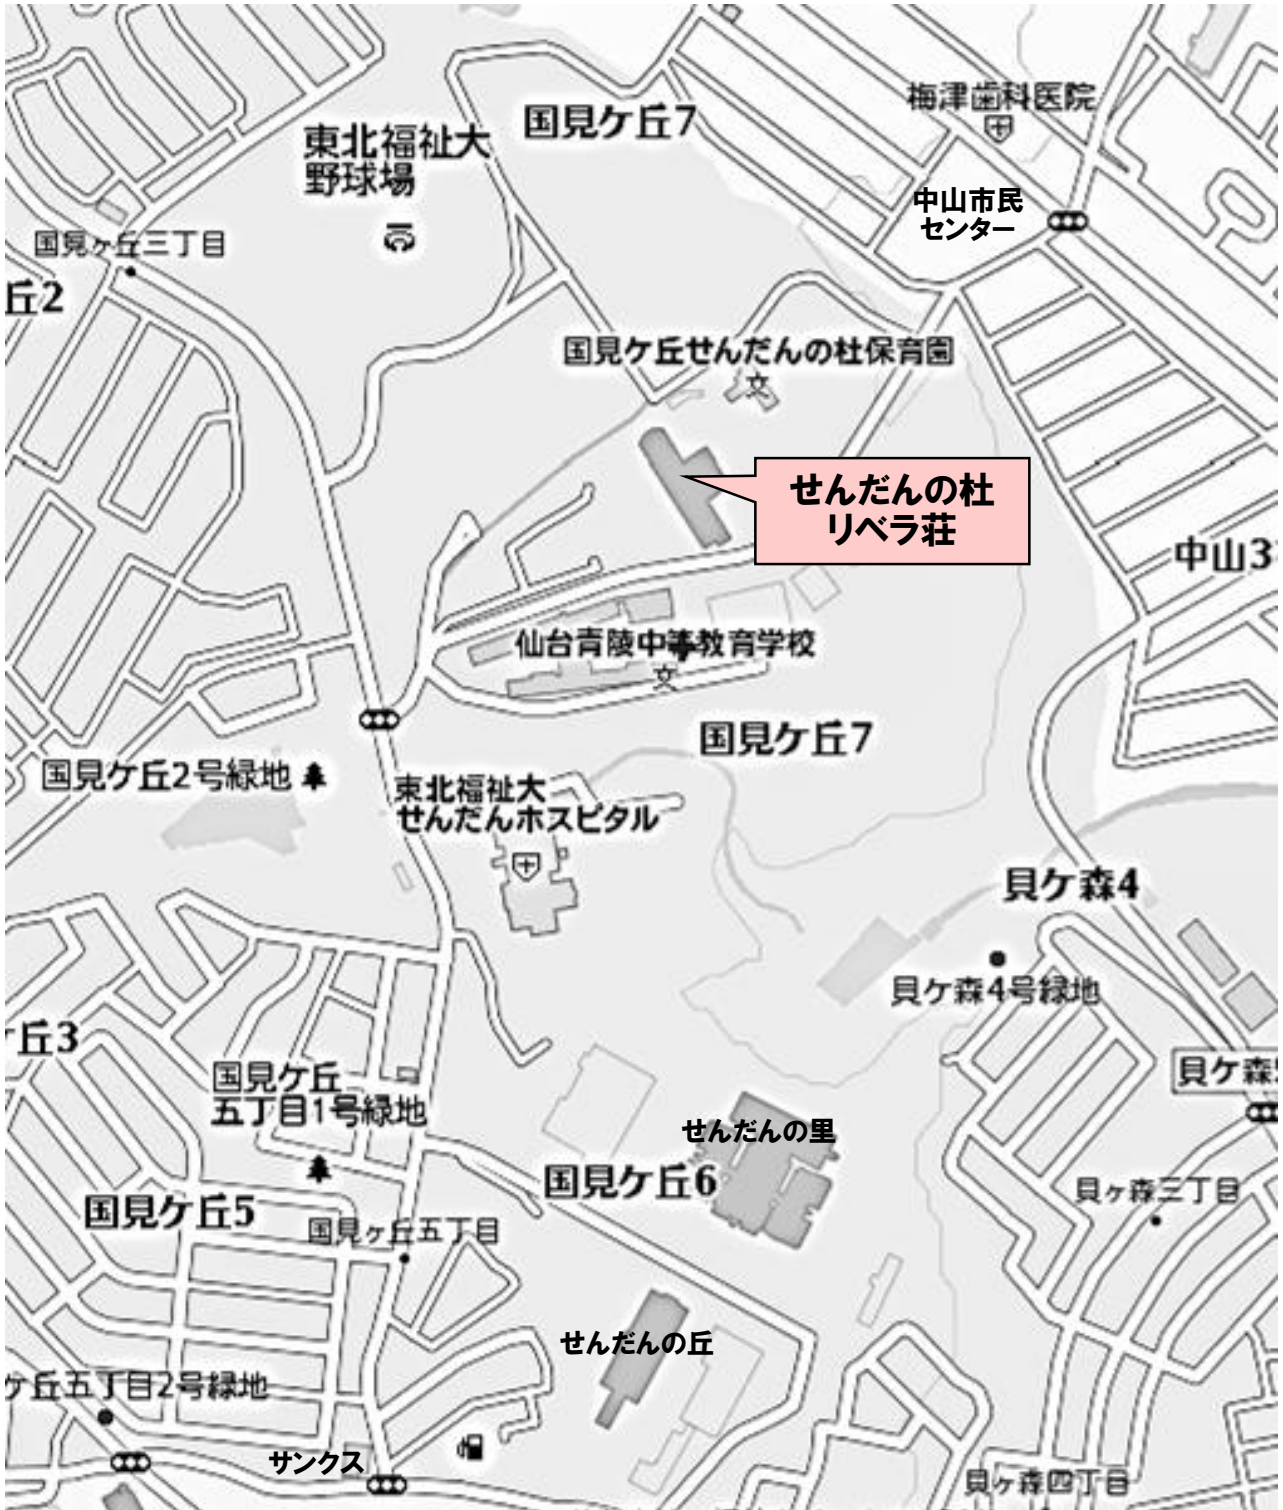 梅津歯科医院
国見ケ丘7
東北福祉大
野球場
中山市民
センター
国見ヶ丘三丁目
丘2
国見ケ丘せんだんの杜保育園
せんだんの杜
リベラ荘
中山3
仙台青陵中等教育学校
国見ケ丘7
国見ケ丘2号緑地
東北福祉大
せんだんホスピタル
貝ケ森4
貝ケ森4号緑地
丘3
国見ケ丘
五丁目1号緑地
貝ケ森
せんだんの里
国見ケ丘6
貝ヶ森三丁目
国見ケ丘5
国見ヶ丘五丁目
せんだんの丘
ケ丘五丁目2号緑地
サンクス
貝ヶ森四丁目